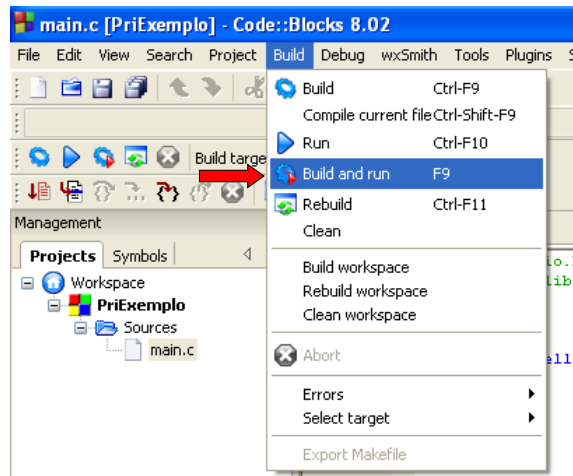 main.c [PriExemplo] - Code::Blocks 8.02
File Edit View Search Project Build Debug wxSmith Tools Plugins
Build Ctrl-F9
Compile current file Ctrl-Shift-F9
Run Ctrl-F10
Build and run F9
Rebuild Ctrl-F11
Clean
Build workspace
Rebuild workspace
Clean workspace
Abort
Errors
Select target
Export Makefile
Build targe
Management
Projects Symbols
Workspace
PriExemplo
Sources
main.c
io.
lib
ell